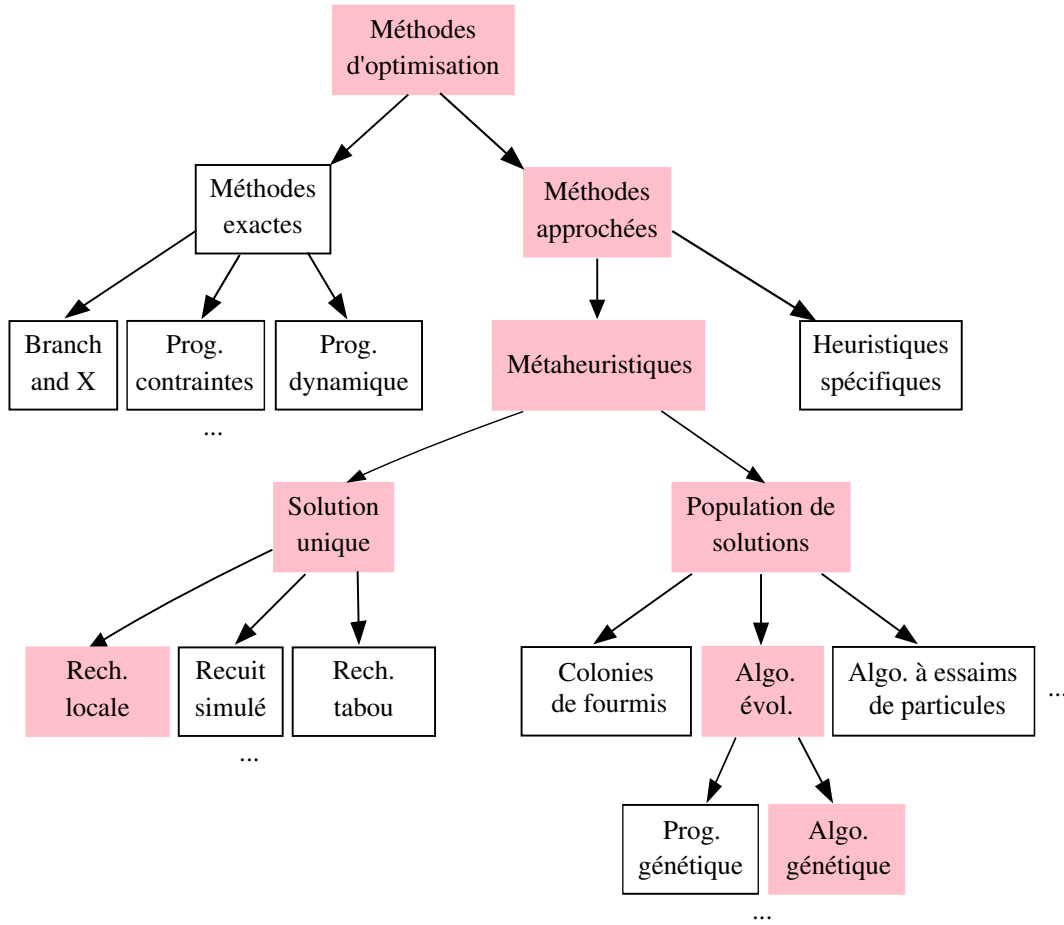 Méthodes
d'optimisation
Méthodes
exactes
Méthodes
approchées
Branch
and X
Prog.
contraintes
Prog.
dynamique
...
Métaheuristiques
Heuristiques
spécifiques
Solution
unique
Population de
solutions
Rech.
locale
Recuit
simulé
Rech.
tabou
...
Colonies
de fourmis
Algo.
évol.
Algo. à essaims
de particules
...
Prog.
génétique
Algo.
génétique
...